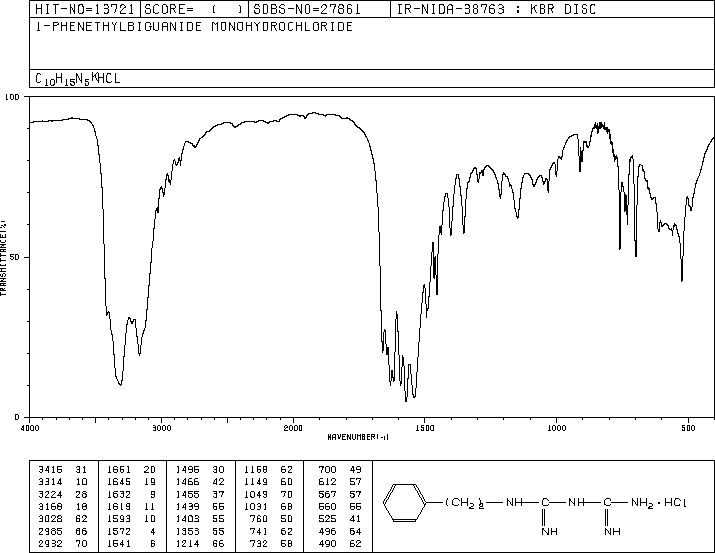 HIT-NO=13721 SCORE= ( ) SDBS-NO=27861 IR-NIDA-38763 : KBR DISC
1-PHENETHYLBIGUANIDE MONOHYDROCHLORIDE
C10H15N5KHCL
100
TRANSMITTANCE(%)
50
0
4000 3000 2000 1500 1000 500
WAVENUMBER(-1)
3415 31 1661 20 1495 30 1168 62 700 49
3314 10 1645 19 1466 42 1149 60 612 57
3224 28 1632 9 1455 37 1049 70 567 57
3168 18 1619 11 1439 55 1031 68 560 55
3028 62 1593 10 1403 55 760 50 525 41
2985 66 1572 4 1353 55 741 62 496 64
2932 70 1541 6 1214 66 732 58 490 62
(CH2)2 NH C NH C NH2·HCl
NH NH